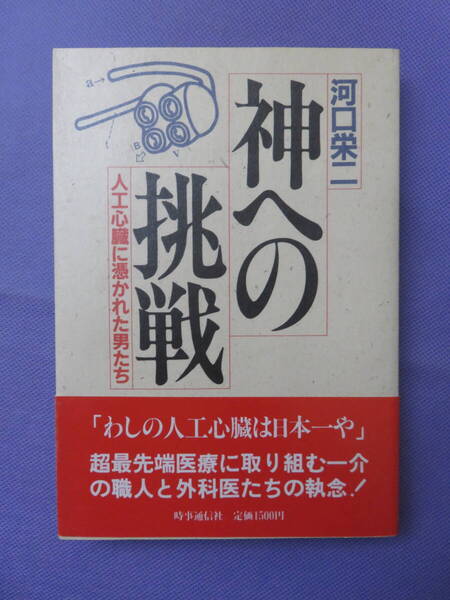 河口栄二
神への
挑戦
人工心臓に憑かれた男たち
a→
B
V
「わしの人工心臓は日本一や」
超最先端医療に取り組む一介
の職人と外科医たちの執念!
時事通信社 定価1500円